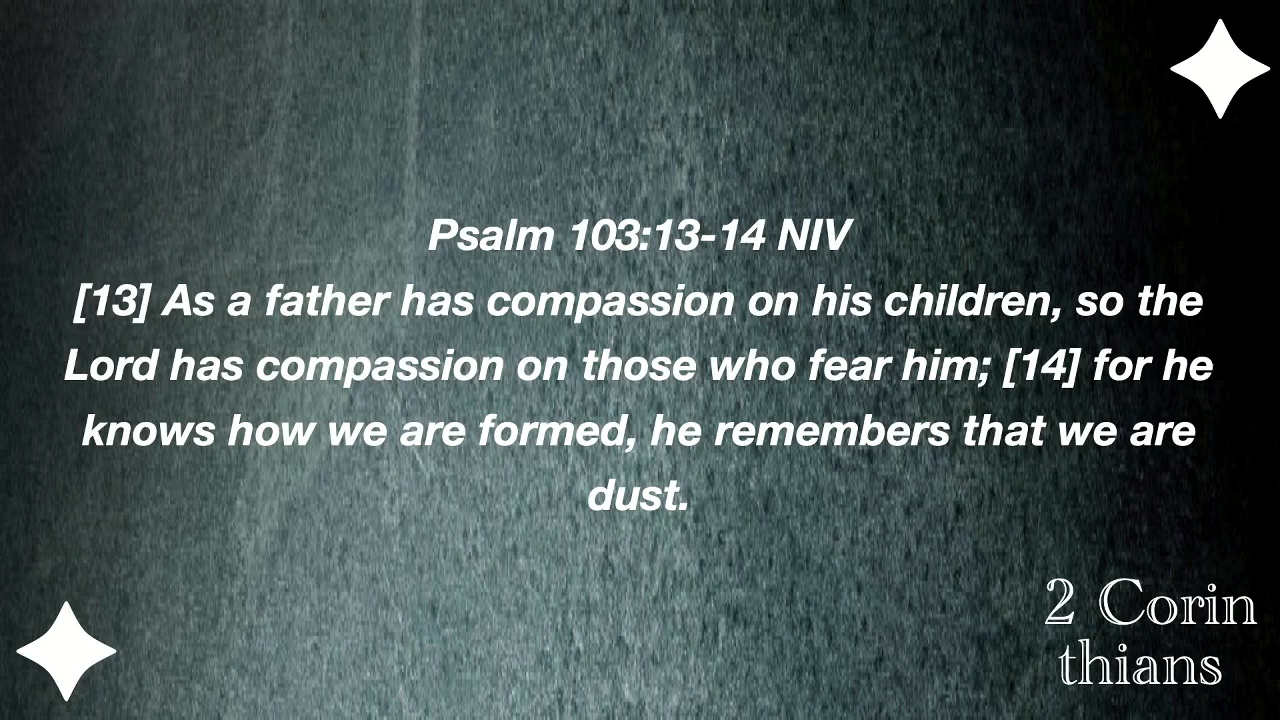 Psalm 103:13-14 NIV
[13] As a father has compassion on his children, so the
Lord has compassion on those who fear him; [14] for he
knows how we are formed, he remembers that we are
dust.
2 Corin
thians